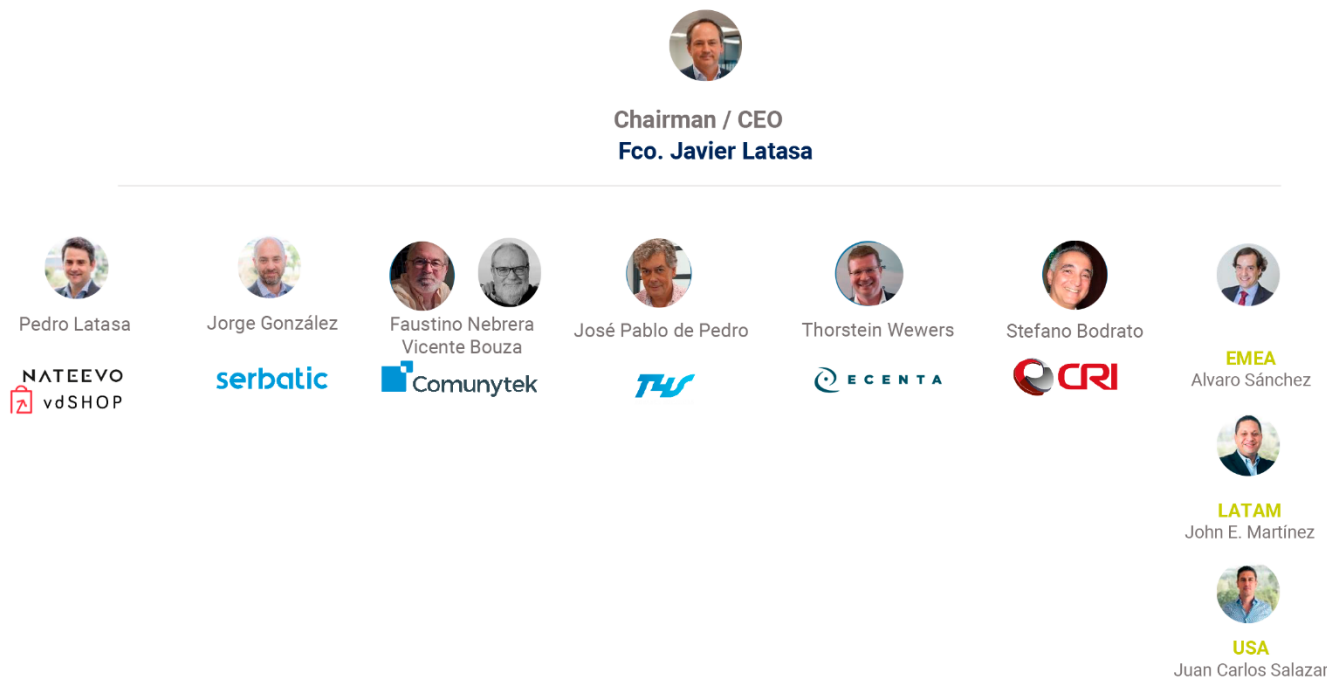 Chairman / CEO
Fco. Javier Latasa
Pedro Latasa
NATEEVO
vdSHOP
Jorge González
serbatic
Faustino Nebrera
Vicente Bouza
Comunytek
José Pablo de Pedro
T4S
Thorstein Wewers
ECENTA
Stefano Bodrato
CRI
EMEA
Alvaro Sánchez
LATAM
John E. Martínez
USA
Juan Carlos Salazar